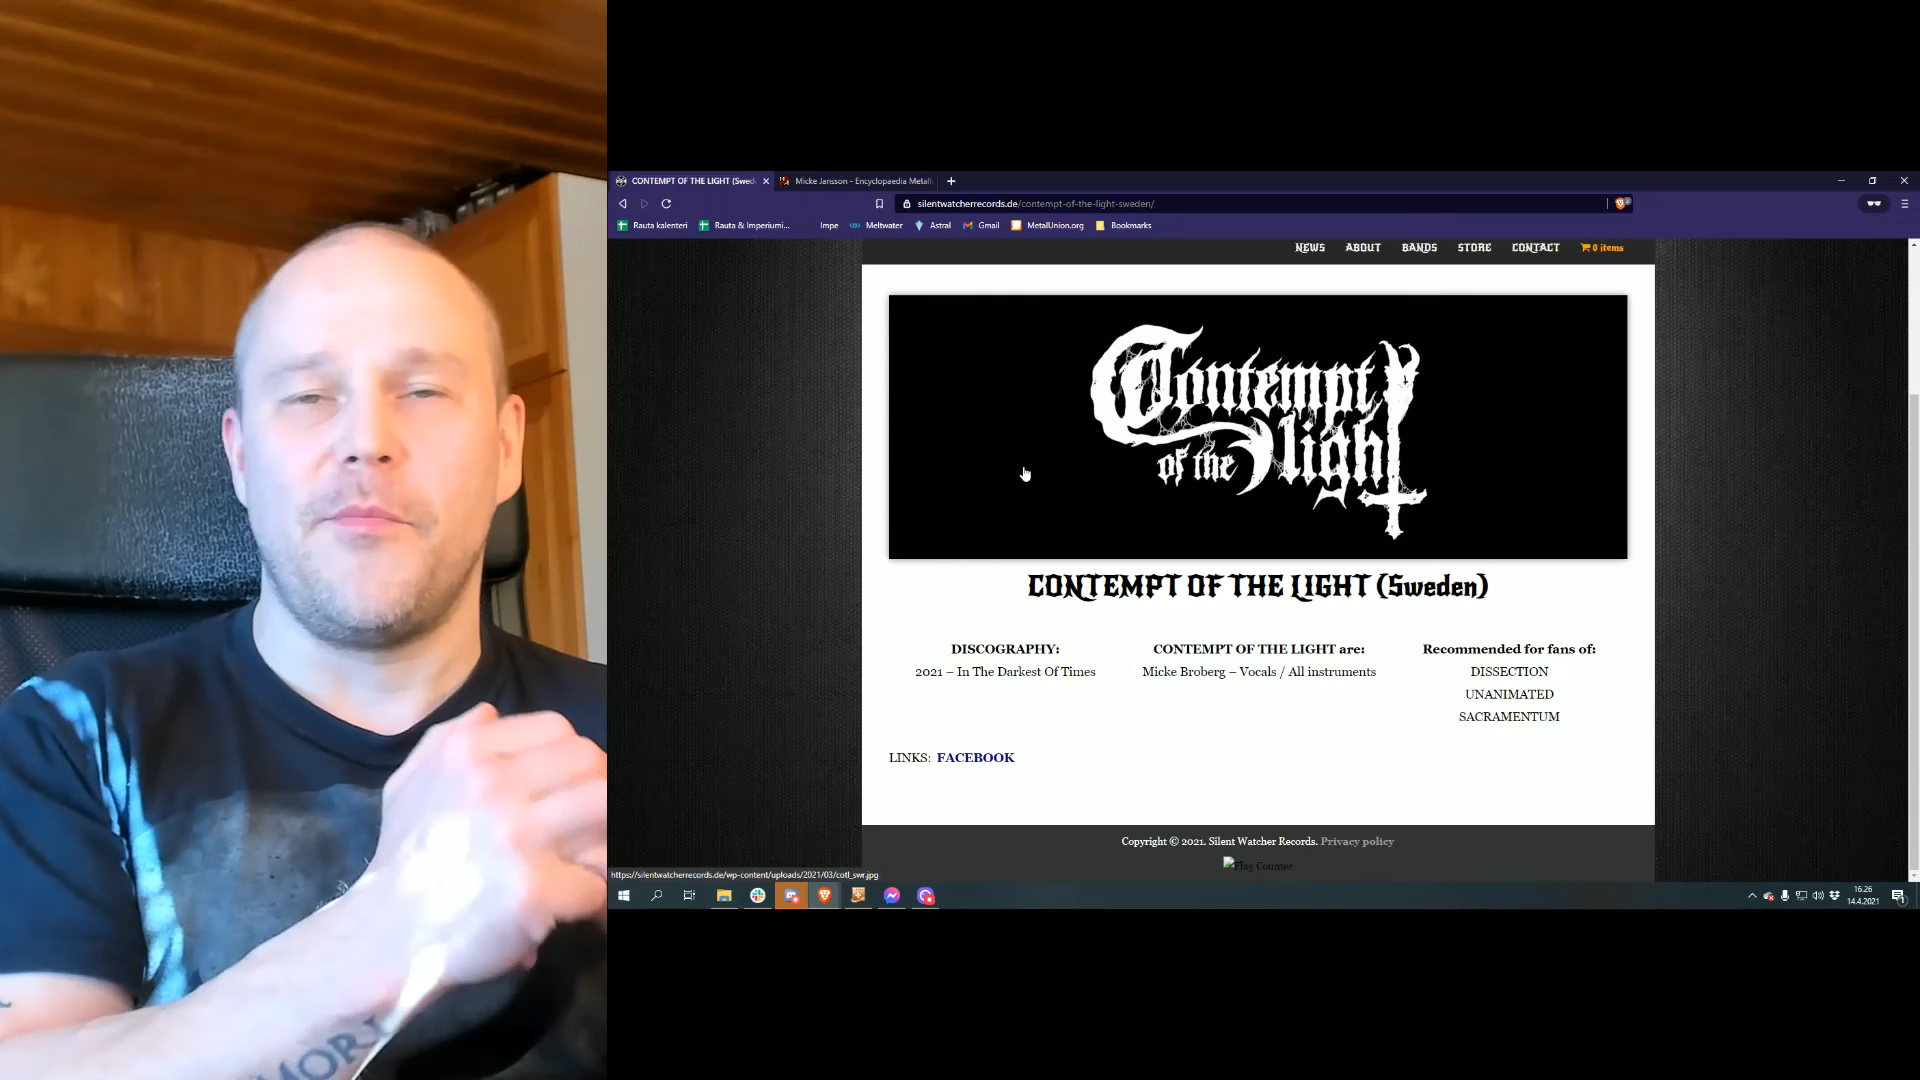 CONTEMPT OF THE LIGHT (Swed
Micke Jansson - Encyclopaedia Metall
silentwatcherrecords.de/contempt-of-the-light-sweden/
Rauta kalenteri
Rauta & Imperiumi...
Impe
Meltwater
Astral
Gmail
MetalUnion.org
Bookmarks
NEWS ABOUT BANDS STORE CONTACT 0 items
Contempt
of the light
CONTEMPT OF THE LIGHT (Sweden)
DISCOGRAPHY:
2021 – In The Darkest Of Times
CONTEMPT OF THE LIGHT are:
Micke Broberg – Vocals / All instruments
Recommended for fans of:
DISSECTION
UNANIMATED
SACRAMENTUM
LINKS: FACEBOOK
Copyright © 2021. Silent Watcher Records. Privacy policy
Flag Counter
https://silentwatcherrecords.de/wp-content/uploads/2021/03/cotl_swr.jpg
16.26
14.4.2021
MORI